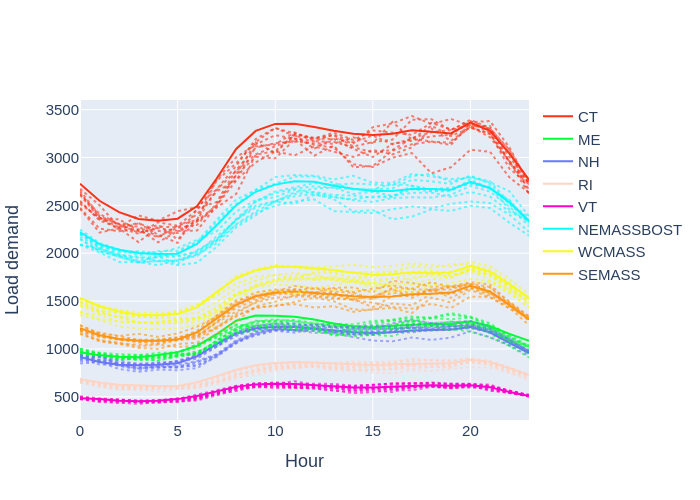 3500
3000
2500
2000
1500
1000
500
0
5
10
15
20
Hour
Load demand
CT
ME
NH
RI
VT
NEMASSBOST
WCMASS
SEMASS